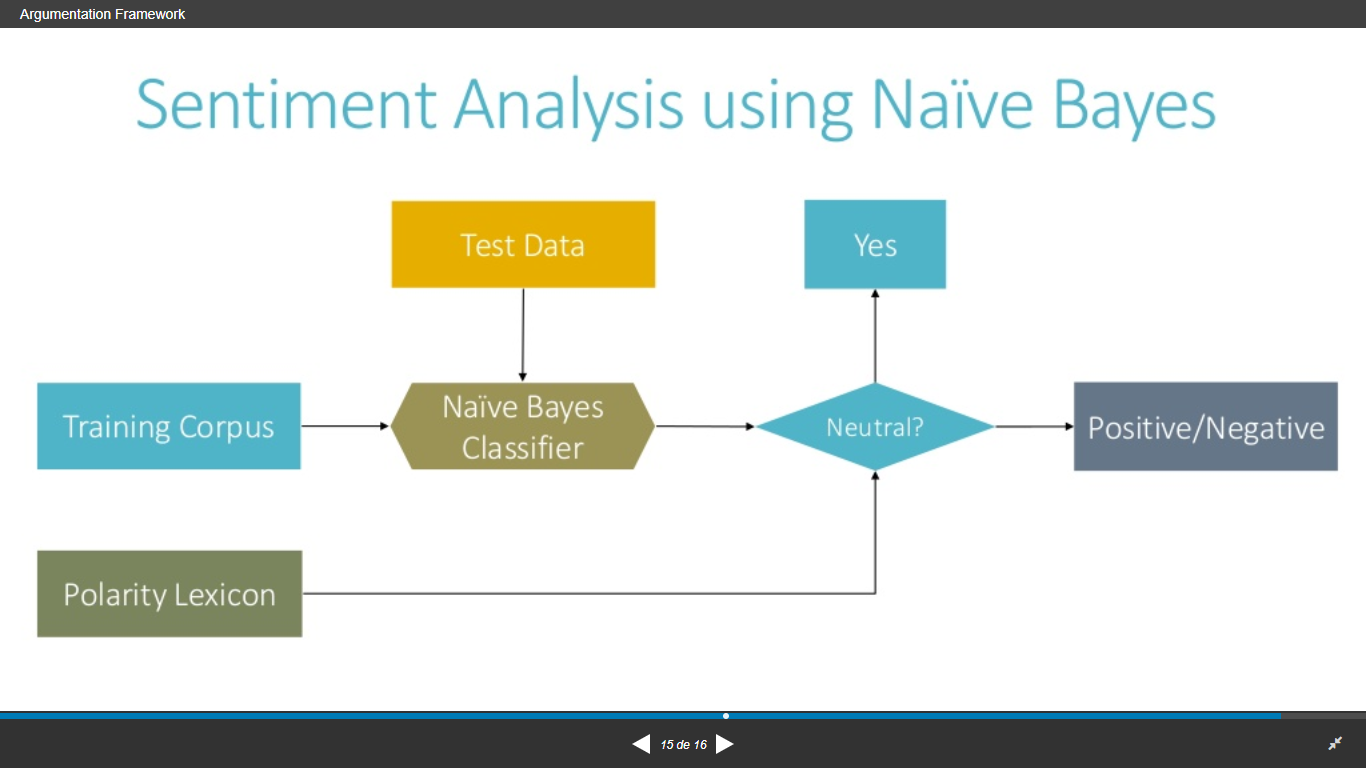 Argumentation Framework
Sentiment Analysis using Naïve Bayes
Test Data
Yes
Training Corpus
Naïve Bayes
Classifier
Neutral?
Positive/Negative
Polarity Lexicon
15 de 16